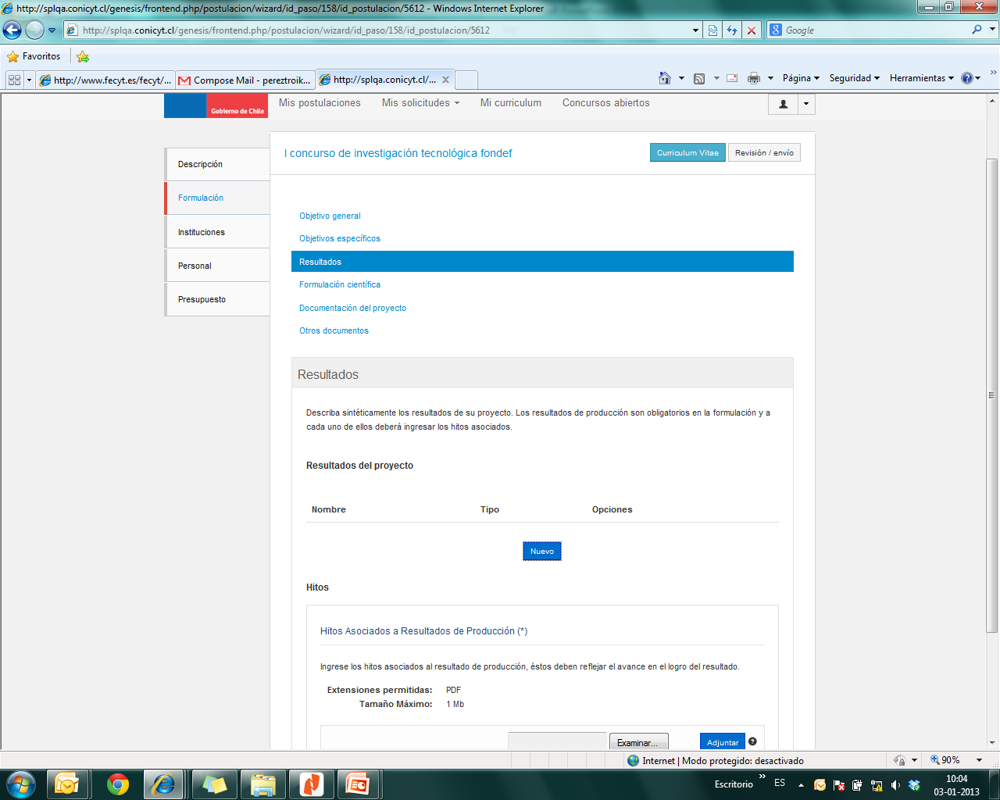 http://splqa.conicyt.cl/genesis/frontend.php/postulacion/wizard/id_paso/158/id_postulacion/5612 - Windows Internet Explorer
http://splqa.conicyt.cl/genesis/frontend.php/postulacion/wizard/id_paso/158/id_postulacion/5612
Google
Favoritos
http://www.fecyt.es/fecyt/...
Compose Mail - pereztroik...
http://splqa.conicyt.cl/...
Página
Seguridad
Herramientas
Gobierno de Chile
Mis postulaciones
Mis solicitudes
Mi curriculum
Concursos abiertos
I concurso de investigación tecnológica fondef
Curriculum Vitae
Revisión / envío
Descripción
Formulación
Instituciones
Personal
Presupuesto
Objetivo general
Objetivos específicos
Resultados
Formulación científica
Documentación del proyecto
Otros documentos
Resultados
Describa sintéticamente los resultados de su proyecto. Los resultados de producción son obligatorios en la formulación y a
cada uno de ellos deberá ingresar los hitos asociados.
Resultados del proyecto
Nombre Tipo Opciones
Nuevo
Hitos
Hitos Asociados a Resultados de Producción (*)
Ingrese los hitos asociados al resultado de producción, éstos deben reflejar el avance en el logro del resultado.
Extensiones permitidas: PDF
Tamaño Máximo: 1 Mb
Examinar...
Adjuntar
Internet | Modo protegido: desactivado
90%
Escritorio
ES
10:04
03-01-2013